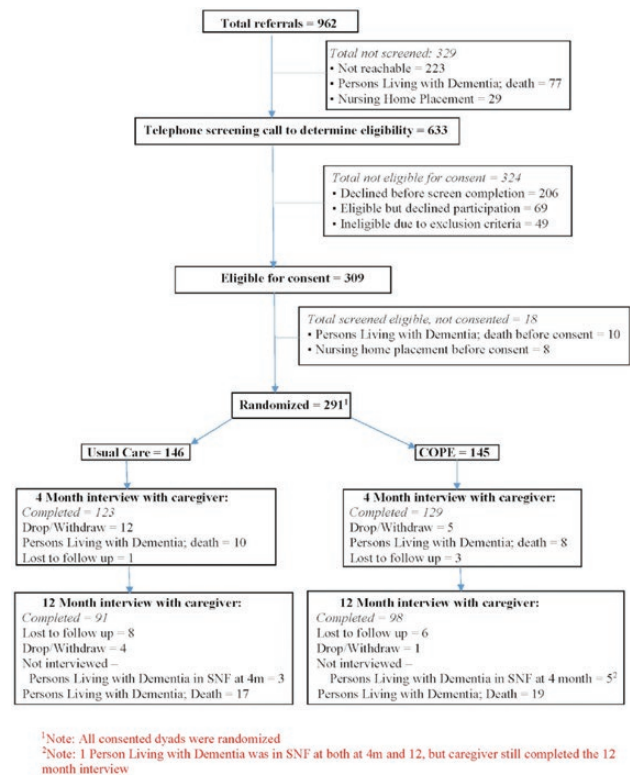 Total referrals = 962
Total not screened: 329
• Not reachable = 223
• Persons Living with Dementia; death = 77
• Nursing Home Placement = 29
Telephone screening call to determine eligibility = 633
Total not eligible for consent = 324
• Declined before screen completion = 206
• Eligible but declined participation = 69
• Ineligible due to exclusion criteria = 49
Eligible for consent = 309
Total screened eligible, not consented = 18
• Persons Living with Dementia; death before consent = 10
• Nursing home placement before consent = 8
Randomized = 291¹
Usual Care = 146
COPE = 145
4 Month interview with caregiver:
Completed = 123
Drop/Withdraw = 12
Persons Living with Dementia; death = 10
Lost to follow up = 1
4 Month interview with caregiver:
Completed = 129
Drop/Withdraw = 5
Persons Living with Dementia; death = 8
Lost to follow up = 3
12 Month interview with caregiver:
Completed = 91
Lost to follow up = 8
Drop/Withdraw = 4
Not interviewed –
Persons Living with Dementia in SNF at 4m = 3
Persons Living with Dementia; Death = 17
12 Month interview with caregiver:
Completed = 98
Lost to follow up = 6
Drop/Withdraw = 1
Not interviewed –
Persons Living with Dementia in SNF at 4 month = 5²
Persons Living with Dementia; Death = 19
¹Note: All consented dyads were randomized
²Note: 1 Person Living with Dementia was in SNF at both at 4m and 12, but caregiver still completed the 12
month interview